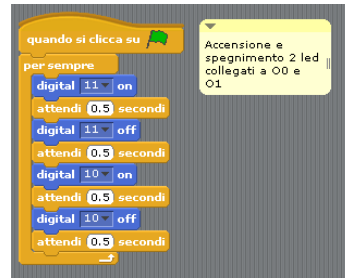 quando si clicca su
per sempre
digital 11 on
attendi 0.5 secondi
digital 11 off
attendi 0.5 secondi
digital 10 on
attendi 0.5 secondi
digital 10 off
attendi 0.5 secondi
Accensione e
spegnimento 2 led
collegati a O0 e
O1